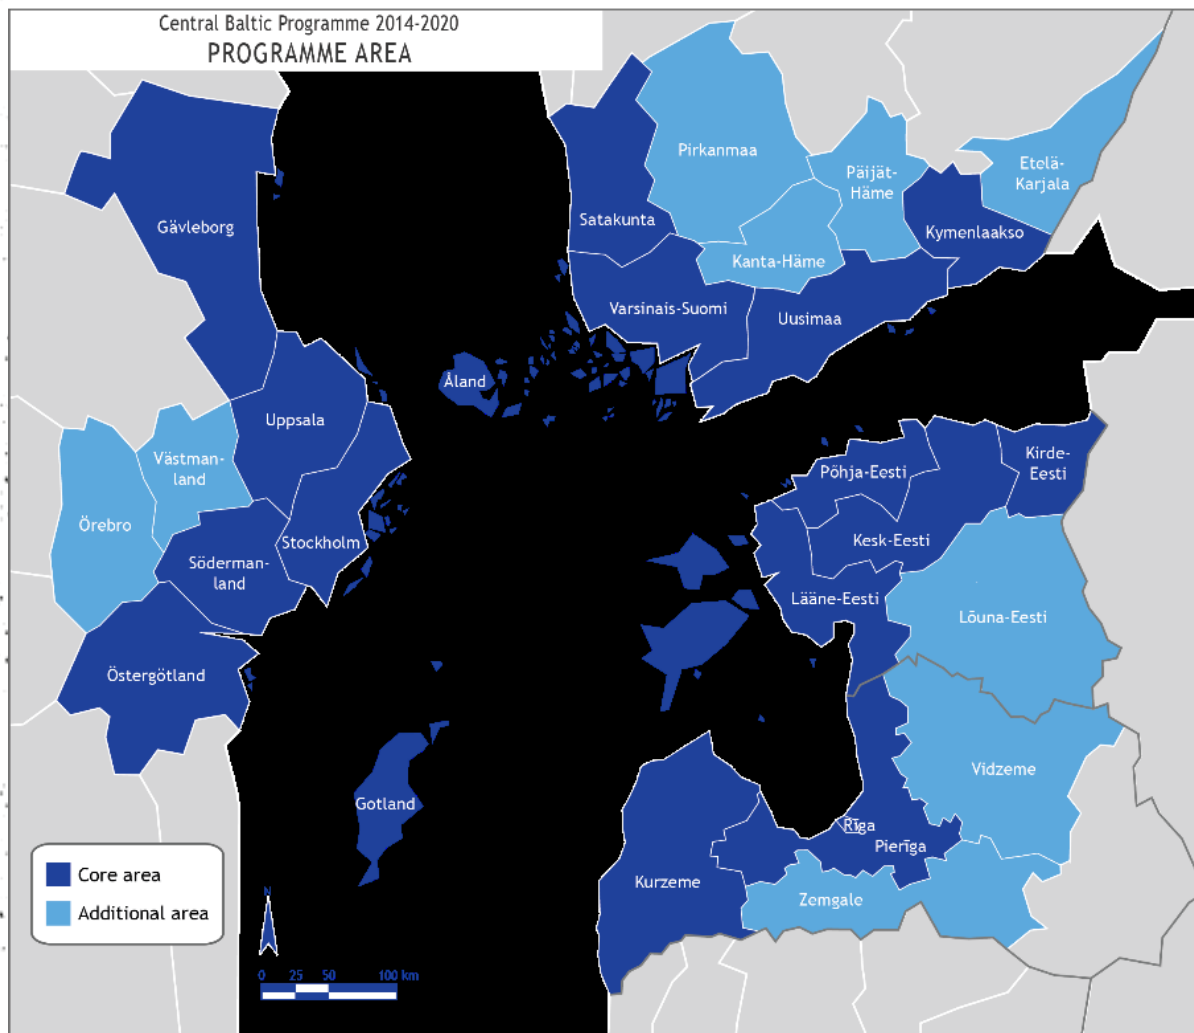 Central Baltic Programme 2014-2020
PROGRAMME AREA
Pirkanmaa
Päijät-
Häme
Etelä-
Karjala
Satakunta
Gävleborg
Kymenlaakso
Kanta-Häme
Varsinais-Suomi
Uusimaa
Åland
Uppsala
Västman-
land
Örebro
Stockholm
Söderman-
land
Östergötland
Gotland
Põhja-Eesti
Kirde-
Eesti
Kesk-Eesti
Lääne-Eesti
Lõuna-Eesti
Vidzeme
Rīga
Pierīga
Kurzeme
Zemgale
Core area
Additional area
N
0 25 50 100 km